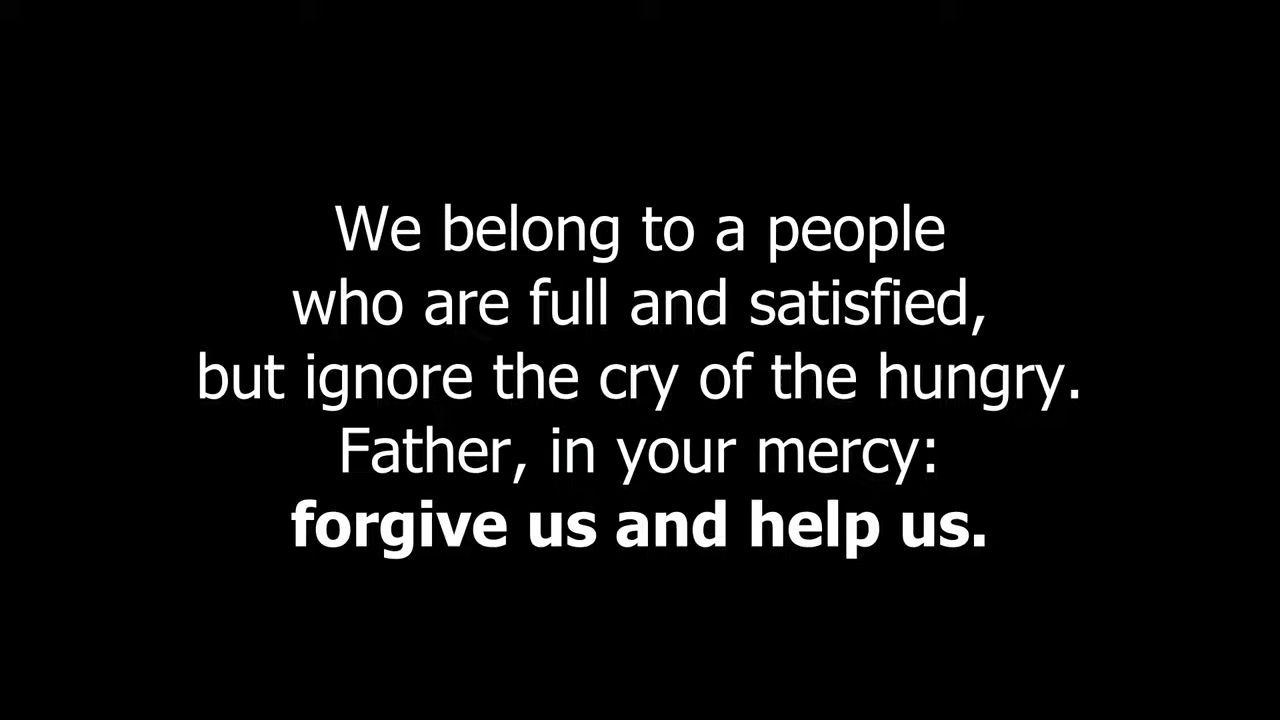 We belong to a people
who are full and satisfied,
but ignore the cry of the hungry.
Father, in your mercy:
forgive us and help us.